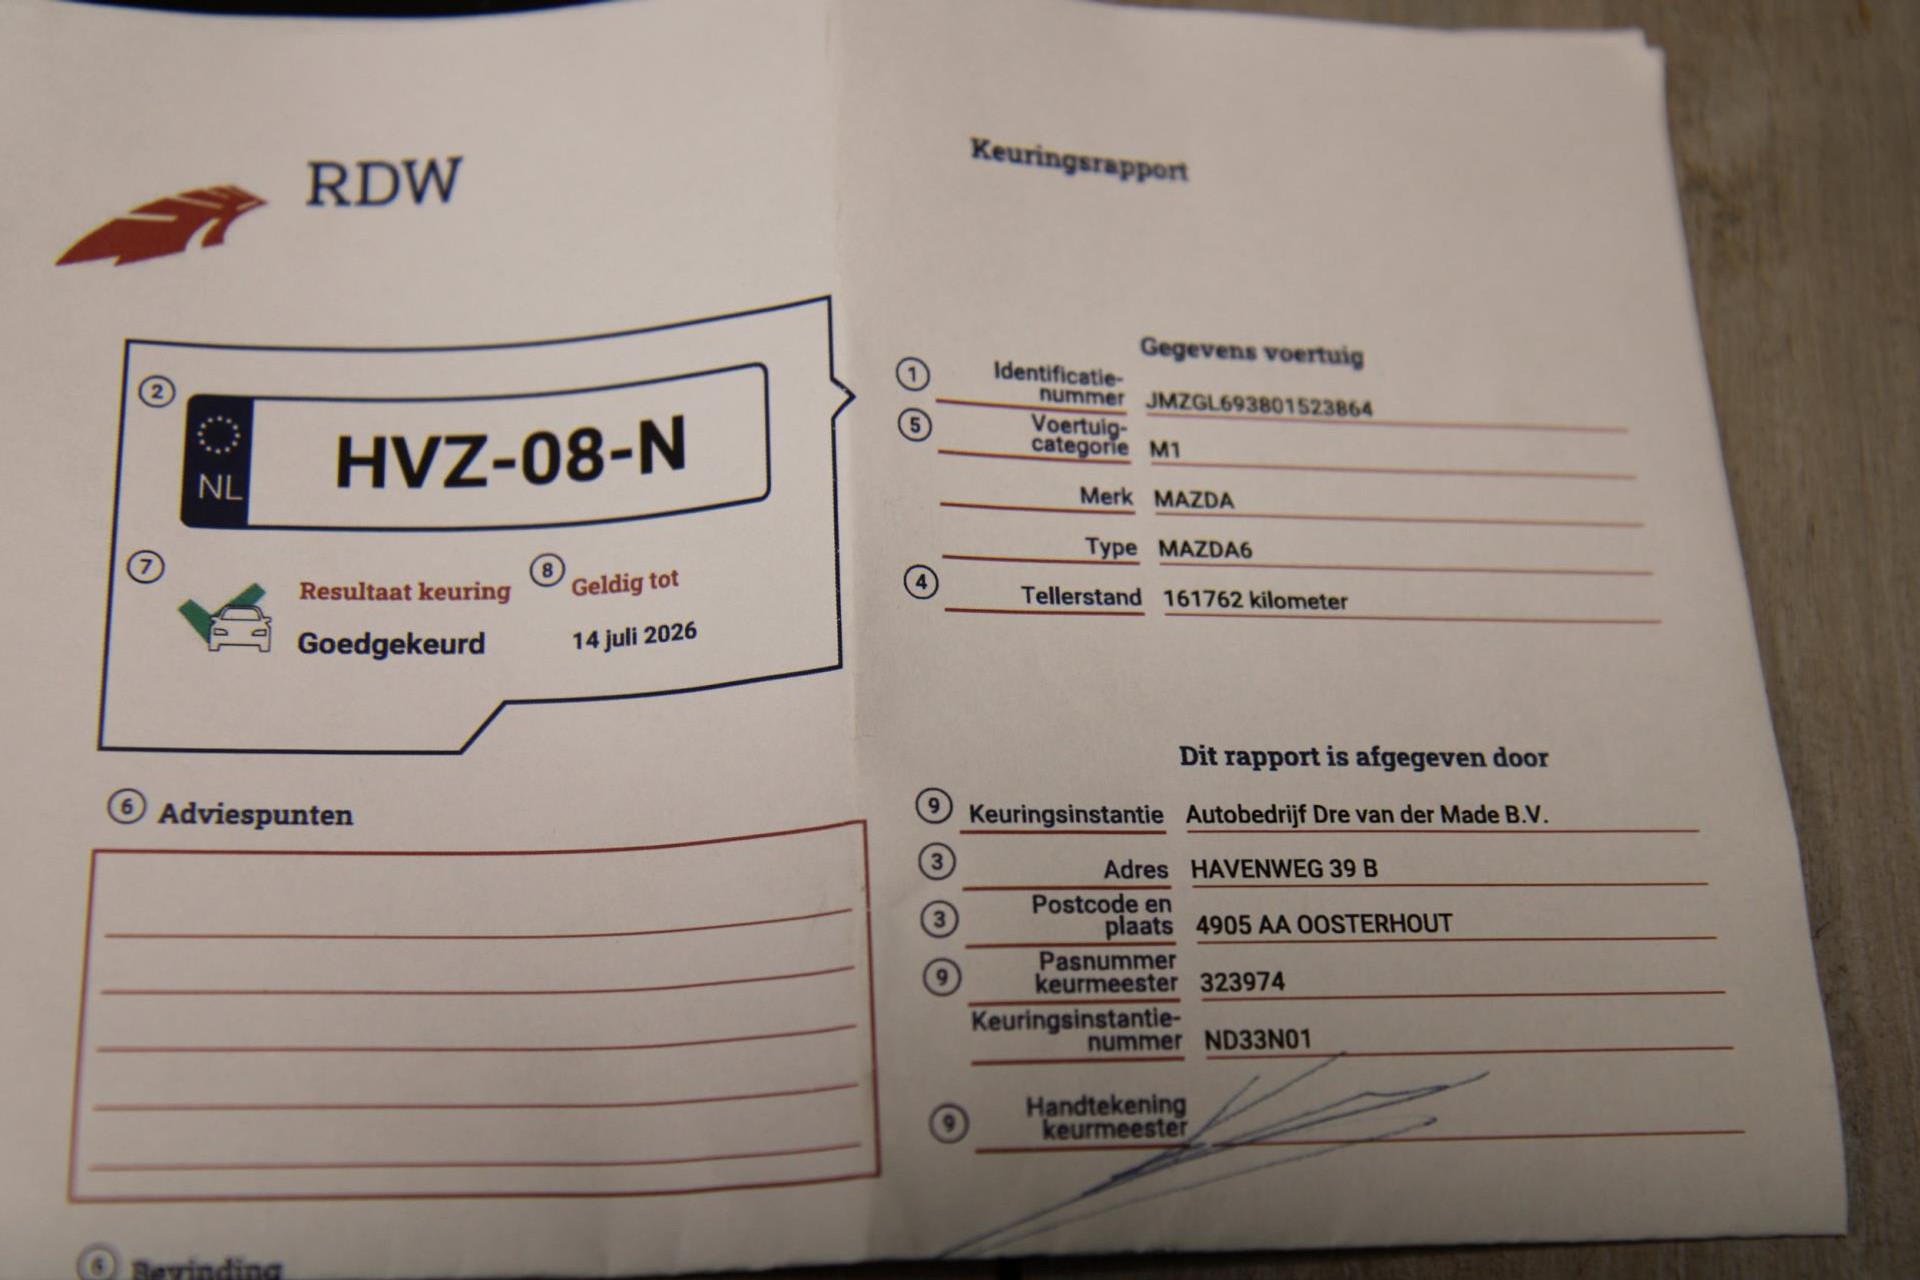 RDW
2
NL
HVZ-08-N
7
Resultaat keuring
Goedgekeurd
8
Geldig tot
14 juli 2026
6 Adviespunten
6 Bevinding
Keuringsrapport
Gegevens voertuig
1 Identificatie-
nummer JMZGL693801523864
5 Voertuig-
categorie M1
Merk MAZDA
Type MAZDA6
4 Tellerstand 161762 kilometer
Dit rapport is afgegeven door
9 Keuringsinstantie Autobedrijf Dre van der Made B.V.
3 Adres HAVENWEG 39 B
3 Postcode en
plaats 4905 AA OOSTERHOUT
9 Pasnummer
keurmeester 323974
Keuringsinstantie-
nummer ND33N01
9 Handtekening
keurmeester